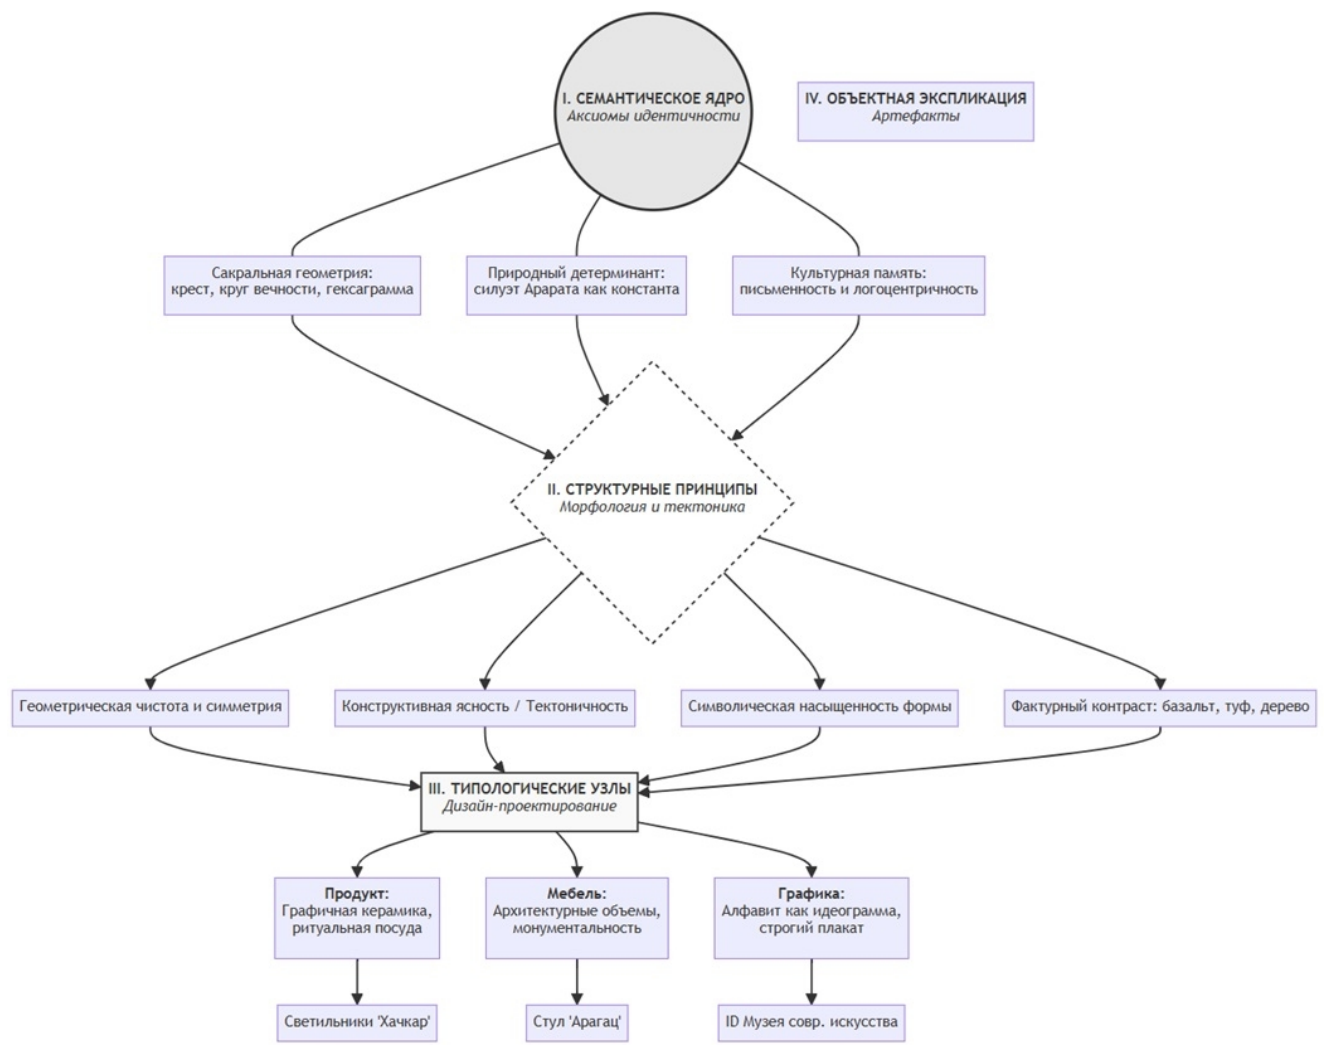 I. СЕМАНТИЧЕСКОЕ ЯДРО
Аксиомы идентичности
IV. ОБЪЕКТНАЯ ЭКСПЛИКАЦИЯ
Артефакты
Сакральная геометрия:
крест, круг вечности, гексаграмма
Природный детерминант:
силуэт Арарата как константа
Культурная память:
письменность и логоцентричность
II. СТРУКТУРНЫЕ ПРИНЦИПЫ
Морфология и тектоника
Геометрическая чистота и симметрия
Конструктивная ясность / Тектоничность
Символическая насыщенность формы
Фактурный контраст: базальт, туф, дерево
III. ТИПОЛОГИЧЕСКИЕ УЗЛЫ
Дизайн-проектирование
Продукт:
Графичная керамика,
ритуальная посуда
Мебель:
Архитектурные объемы,
монументальность
Графика:
Алфавит как идеограмма,
строгий плакат
Светильники 'Хачкар'
Стул 'Арагац'
ID Музея совр. искусства